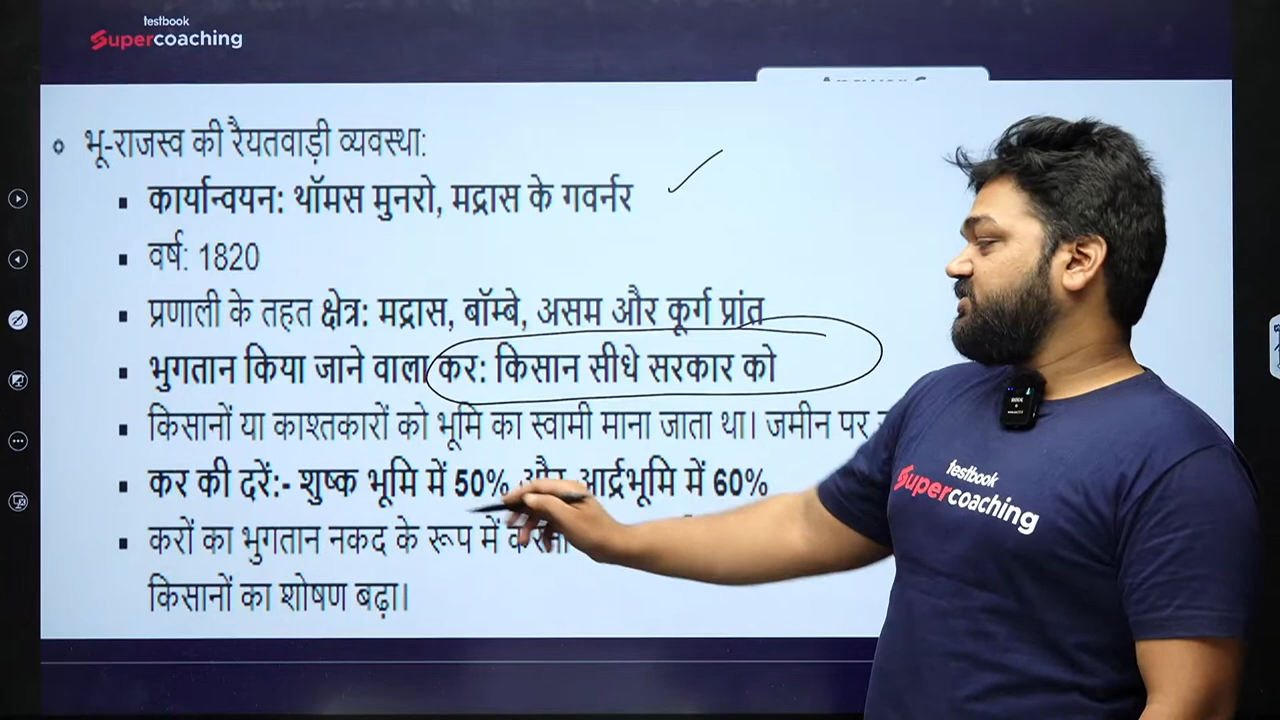 testbook
Supercoaching
भू-राजस्व की रैयतवाड़ी व्यवस्था:
कार्यान्वयन: थॉमस मुनरो, मद्रास के गवर्नर
वर्ष: 1820
प्रणाली के तहत क्षेत्र: मद्रास, बॉम्बे, असम और कूर्ग प्रांत
भुगतान किया जाने वाला कर: किसान सीधे सरकार को
किसानों या काश्तकारों को भूमि का स्वामी माना जाता था। जमीन पर
कर की दरें:- शुष्क भूमि में 50% और आर्द्रभूमि में 60%
करों का भुगतान नकद के रूप में
किसानों का शोषण बढ़ा।
testbook
Supercoaching